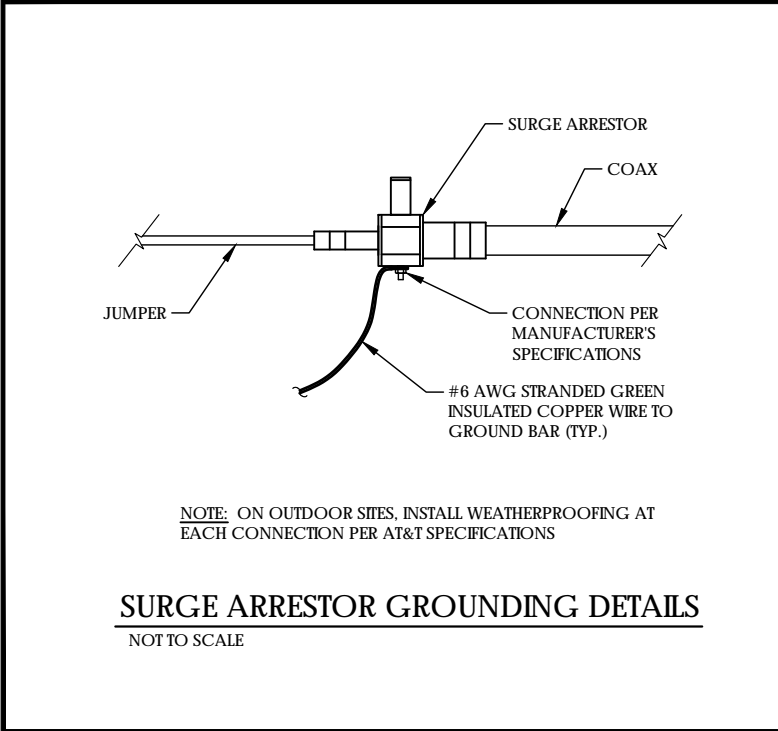 SURGE ARRESTOR
COAX
JUMPER
CONNECTION PER
MANUFACTURER'S
SPECIFICATIONS
#6 AWG STRANDED GREEN
INSULATED COPPER WIRE TO
GROUND BAR (TYP.)
NOTE: ON OUTDOOR SITES, INSTALL WEATHERPROOFING AT
EACH CONNECTION PER AT&T SPECIFICATIONS
SURGE ARRESTOR GROUNDING DETAILS
NOT TO SCALE